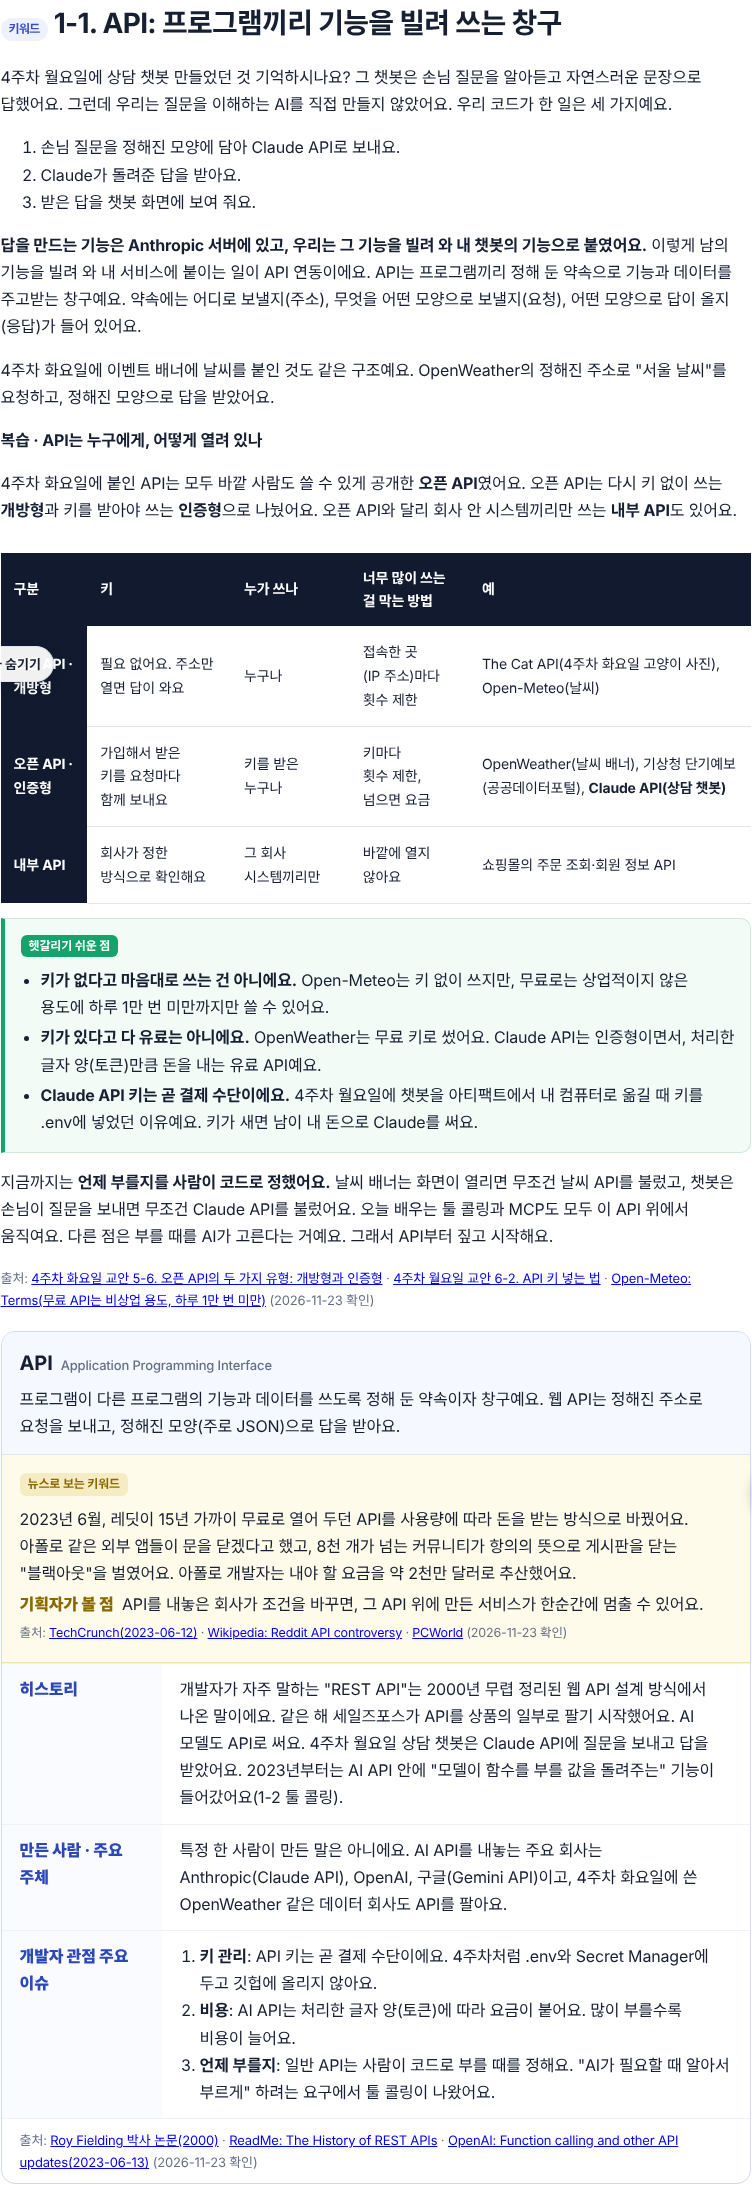 키워드 1-1. API: 프로그램끼리 기능을 빌려 쓰는 창구
4주차 월요일에 상담 챗봇 만들었던 것 기억하시나요? 그 챗봇은 손님 질문을 알아듣고 자연스러운 문장으로
답했어요. 그런데 우리는 질문을 이해하는 AI를 직접 만들지 않았어요. 우리 코드가 한 일은 세 가지예요.
1. 손님 질문을 정해진 모양에 담아 Claude API로 보내요.
2. Claude가 돌려준 답을 받아요.
3. 받은 답을 챗봇 화면에 보여 줘요.
답을 만드는 기능은 Anthropic 서버에 있고, 우리는 그 기능을 빌려 와 내 챗봇의 기능으로 붙였어요. 이렇게 남의
기능을 빌려 와 내 서비스에 붙이는 일이 API 연동이에요. API는 프로그램끼리 정해 둔 약속으로 기능과 데이터를
주고받는 창구예요. 약속에는 어디로 보낼지(주소), 무엇을 어떤 모양으로 보낼지(요청), 어떤 모양으로 답이 올지
(응답)가 들어 있어요.
4주차 화요일에 이벤트 배너에 날씨를 붙인 것도 같은 구조예요. OpenWeather의 정해진 주소로 "서울 날씨"를
요청하고, 정해진 모양으로 답을 받았어요.
복습 · API는 누구에게, 어떻게 열려 있나
4주차 화요일에 붙인 API는 모두 바깥 사람도 쓸 수 있게 공개한 오픈 API였어요. 오픈 API는 다시 키 없이 쓰는
개방형과 키를 받아야 쓰는 인증형으로 나눴어요. 오픈 API와 달리 회사 안 시스템끼리만 쓰는 내부 API도 있어요.
구분 키 누가 쓰나 너무 많이 쓰는
걸 막는 방법 예
숨기기 API ·
개방형 필요 없어요. 주소만
열면 답이 와요 누구나 접속한 곳
(IP 주소)마다
횟수 제한 The Cat API(4주차 화요일 고양이 사진),
Open-Meteo(날씨)
오픈 API ·
인증형 가입해서 받은
키를 요청마다
함께 보내요 키를 받은
누구나 키마다
횟수 제한,
넘으면 요금 OpenWeather(날씨 배너), 기상청 단기예보
(공공데이터포털), Claude API(상담 챗봇)
내부 API 회사가 정한
방식으로 확인해요 그 회사
시스템끼리만 바깥에 열지
않아요 쇼핑몰의 주문 조회·회원 정보 API
헷갈리기 쉬운 점
• 키가 없다고 마음대로 쓰는 건 아니에요. Open-Meteo는 키 없이 쓰지만, 무료로는 상업적이지 않은
용도에 하루 1만 번 미만까지만 쓸 수 있어요.
• 키가 있다고 다 유료는 아니에요. OpenWeather는 무료 키로 썼어요. Claude API는 인증형이면서, 처리한
글자 양(토큰)만큼 돈을 내는 유료 API예요.
• Claude API 키는 곧 결제 수단이에요. 4주차 월요일에 챗봇을 아티팩트에서 내 컴퓨터로 옮길 때 키를
.env에 넣었던 이유예요. 키가 새면 남이 내 돈으로 Claude를 써요.
지금까지는 언제 부를지를 사람이 코드로 정했어요. 날씨 배너는 화면이 열리면 무조건 날씨 API를 불렀고, 챗봇은
손님이 질문을 보내면 무조건 Claude API를 불렀어요. 오늘 배우는 툴 콜링과 MCP도 모두 이 API 위에서
움직여요. 다른 점은 부를 때를 AI가 고른다는 거예요. 그래서 API부터 짚고 시작해요.
출처: 4주차 화요일 교안 5-6. 오픈 API의 두 가지 유형: 개방형과 인증형 · 4주차 월요일 교안 6-2. API 키 넣는 법 · Open-Meteo:
Terms(무료 API는 비상업 용도, 하루 1만 번 미만) (2026-11-23 확인)
API Application Programming Interface
프로그램이 다른 프로그램의 기능과 데이터를 쓰도록 정해 둔 약속이자 창구예요. 웹 API는 정해진 주소로
요청을 보내고, 정해진 모양(주로 JSON)으로 답을 받아요.
뉴스로 보는 키워드
2023년 6월, 레딧이 15년 가까이 무료로 열어 두던 API를 사용량에 따라 돈을 받는 방식으로 바꿨어요.
아폴로 같은 외부 앱들이 문을 닫겠다고 했고, 8천 개가 넘는 커뮤니티가 항의의 뜻으로 게시판을 닫는
"블랙아웃"을 벌였어요. 아폴로 개발자는 내야 할 요금을 약 2천만 달러로 추산했어요.
기획자가 볼 점 API를 내놓은 회사가 조건을 바꾸면, 그 API 위에 만든 서비스가 한순간에 멈출 수 있어요.
출처: TechCrunch(2023-06-12) · Wikipedia: Reddit API controversy · PCWorld (2026-11-23 확인)
히스토리 개발자가 자주 말하는 "REST API"는 2000년 무렵 정리된 웹 API 설계 방식에서
나온 말이에요. 같은 해 세일즈포스가 API를 상품의 일부로 팔기 시작했어요. AI
모델도 API로 써요. 4주차 월요일 상담 챗봇은 Claude API에 질문을 보내고 답을
받았어요. 2023년부터는 AI API 안에 "모델이 함수를 부를 값을 돌려주는" 기능이
들어갔어요(1-2 툴 콜링).
만든 사람 · 주요
주체 특정 한 사람이 만든 말은 아니에요. AI API를 내놓는 주요 회사는
Anthropic(Claude API), OpenAI, 구글(Gemini API)이고, 4주차 화요일에 쓴
OpenWeather 같은 데이터 회사도 API를 팔아요.
개발자 관점 주요
이슈 1. 키 관리: API 키는 곧 결제 수단이에요. 4주차처럼 .env와 Secret Manager에
두고 깃헙에 올리지 않아요.
2. 비용: AI API는 처리한 글자 양(토큰)에 따라 요금이 붙어요. 많이 부를수록
비용이 늘어요.
3. 언제 부를지: 일반 API는 사람이 코드로 부를 때를 정해요. "AI가 필요할 때 알아서
부르게" 하려는 요구에서 툴 콜링이 나왔어요.
출처: Roy Fielding 박사 논문(2000) · ReadMe: The History of REST APIs · OpenAI: Function calling and other API
updates(2023-06-13) (2026-11-23 확인)